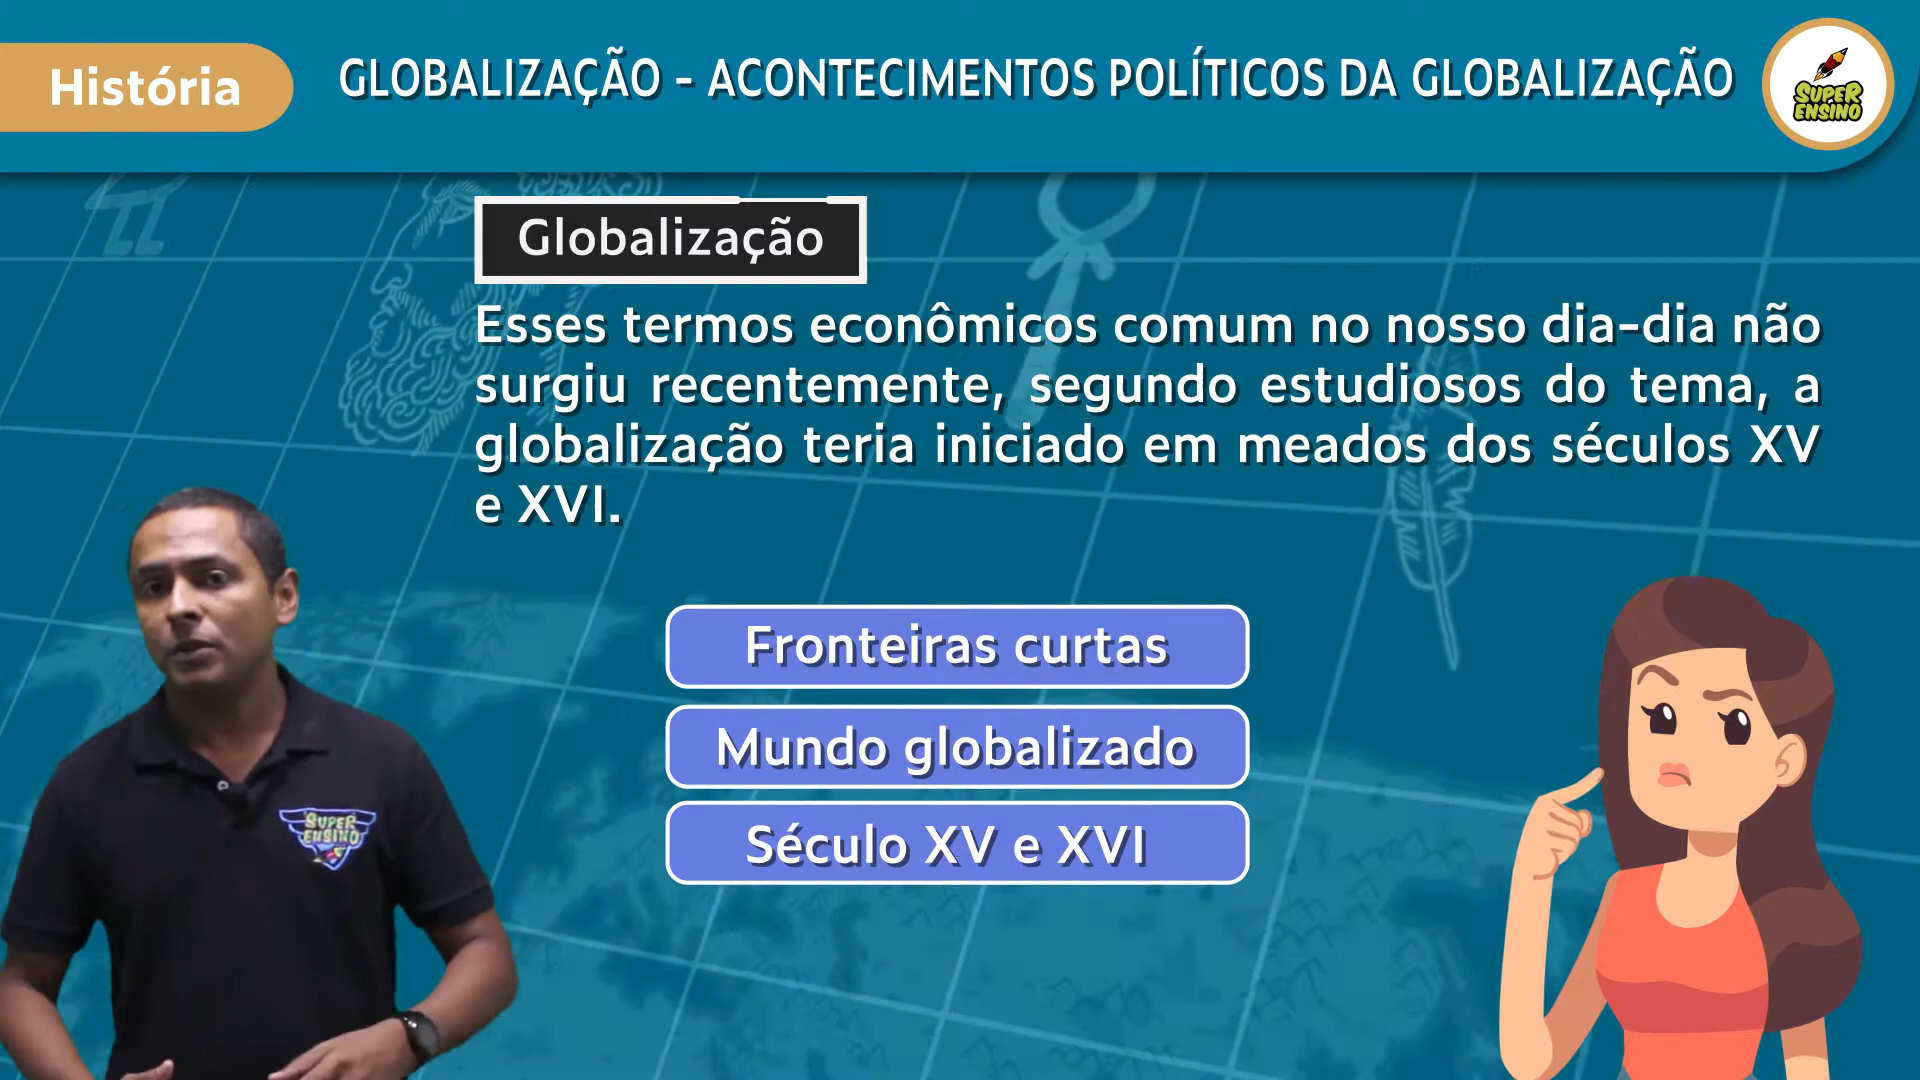 História
GLOBALIZAÇÃO - ACONTECIMENTOS POLÍTICOS DA GLOBALIZAÇÃO
SUPER
ENSINO
Globalização
Esses termos econômicos comum no nosso dia-dia não
surgiu recentemente, segundo estudiosos do tema, a
globalização teria iniciado em meados dos séculos XV
e XVI.
Fronteiras curtas
Mundo globalizado
Século XV e XVI
SUPER
ENSINO